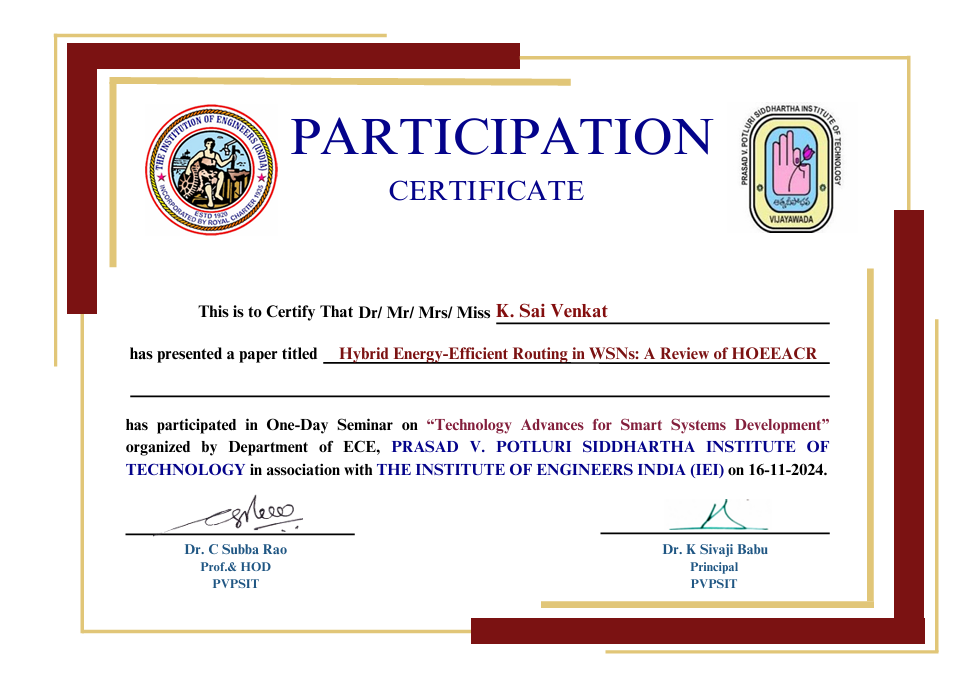 THE INSTITUTION OF ENGINEERS (INDIA)
INCORPORATED BY ROYAL CHARTER 1935
ESTD 1920
PARTICIPATION
CERTIFICATE
PRASAD V. POTLURI SIDDHARTHA INSTITUTE OF TECHNOLOGY
VIJAYAWADA
This is to Certify That Dr/ Mr/ Mrs/ Miss K. Sai Venkat
has presented a paper titled Hybrid Energy-Efficient Routing in WSNs: A Review of HOEEACR
has participated in One-Day Seminar on “Technology Advances for Smart Systems Development”
organized by Department of ECE, PRASAD V. POTLURI SIDDHARTHA INSTITUTE OF
TECHNOLOGY in association with THE INSTITUTE OF ENGINEERS INDIA (IEI) on 16-11-2024.
Dr. C Subba Rao
Prof.& HOD
PVPSIT
Dr. K Sivaji Babu
Principal
PVPSIT